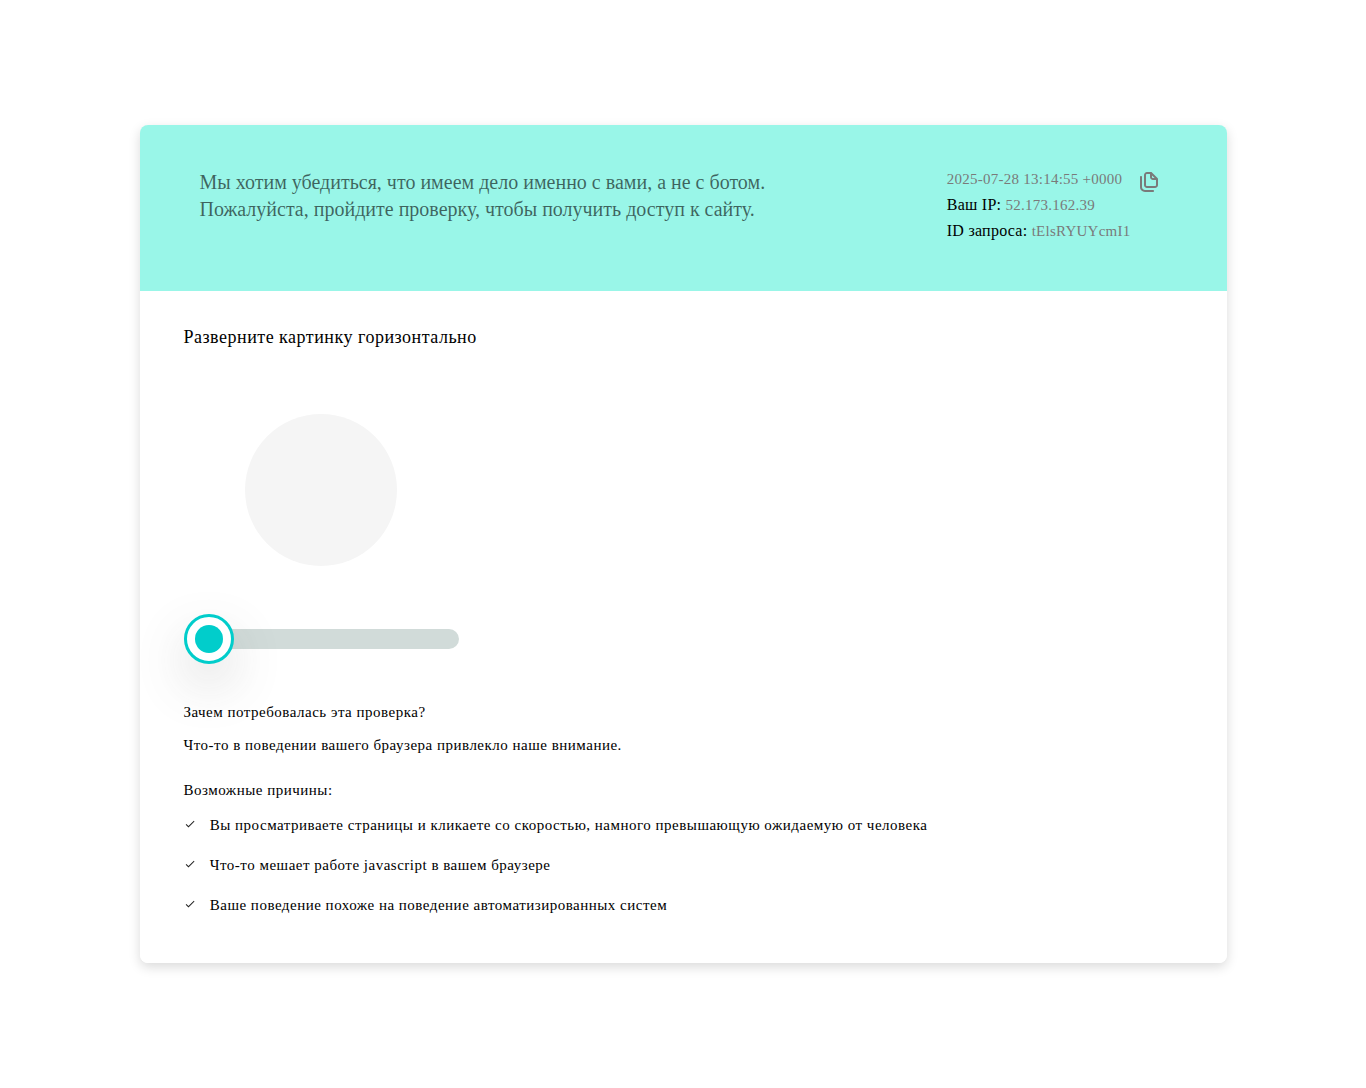 Мы хотим убедиться, что имеем дело именно с вами, а не с ботом.
Пожалуйста, пройдите проверку, чтобы получить доступ к сайту.
2025-07-28 13:14:55 +0000
Ваш IP: 52.173.162.39
ID запроса: tElsRYUYcmI1
Разверните картинку горизонтально
Зачем потребовалась эта проверка?
Что-то в поведении вашего браузера привлекло наше внимание.
Возможные причины:
Вы просматриваете страницы и кликаете со скоростью, намного превышающую ожидаемую от человека
Что-то мешает работе javascript в вашем браузере
Ваше поведение похоже на поведение автоматизированных систем